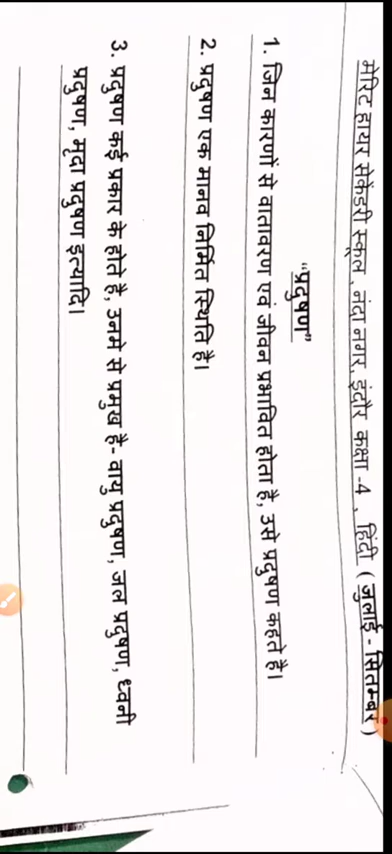 मेरिट हायर सेकेंडरी स्कूल ,नंदा नगर, इंदौर कक्षा -4 , हिंदी ( जुलाई - सितम्बर )
"प्रदुषण"
1. जिन कारणों से वातावरण एवं जीवन प्रभावित होता है, उसे प्रदुषण कहते हैं।
2. प्रदुषण एक मानव निर्मित स्थिति हैं।
3. प्रदुषण कई प्रकार के होते है, उनमे से प्रमुख है- वायु प्रदुषण, जल प्रदुषण, ध्वनी
प्रदुषण, मृदा प्रदुषण इत्यादि।